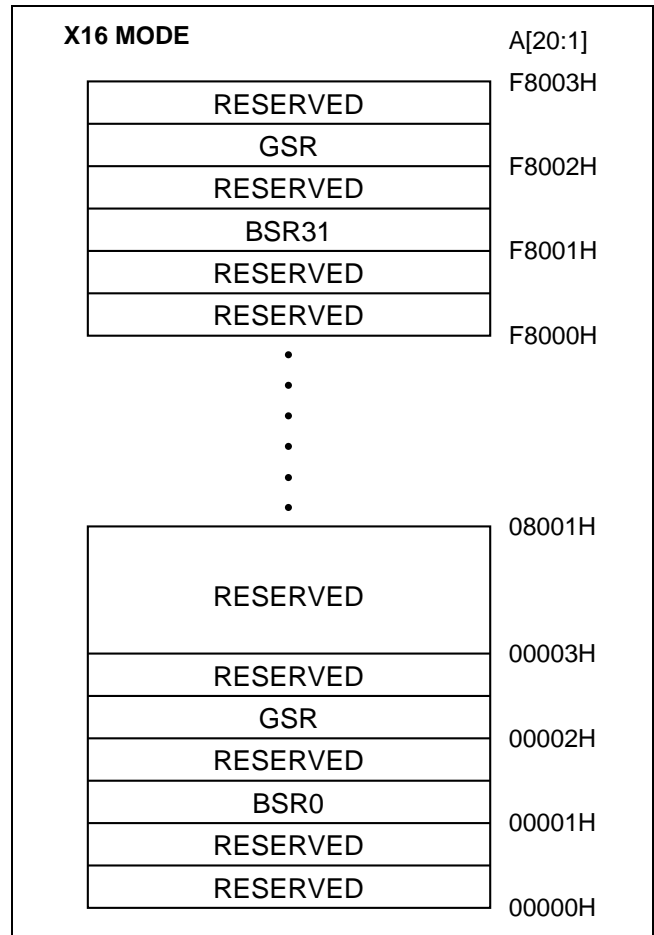 X16 MODE
A[20:1]
F8003H
RESERVED
GSR
F8002H
RESERVED
BSR31
F8001H
RESERVED
RESERVED
F8000H
08001H
RESERVED
00003H
RESERVED
GSR
00002H
RESERVED
BSR0
00001H
RESERVED
RESERVED
00000H